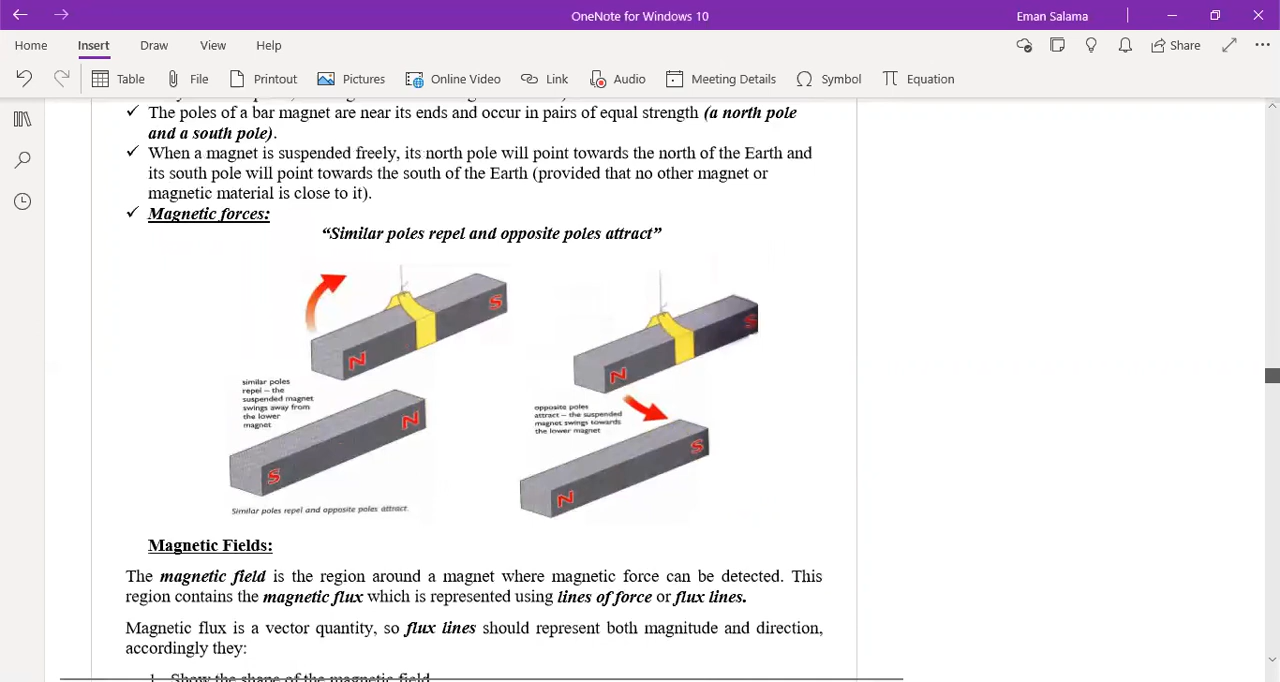 OneNote for Windows 10
Eman Salama
Home Insert Draw View Help
Share
Table File Printout Pictures Online Video Link Audio Meeting Details Symbol Equation
✓ The poles of a bar magnet are near its ends and occur in pairs of equal strength (a north pole
and a south pole).
✓ When a magnet is suspended freely, its north pole will point towards the north of the Earth and
its south pole will point towards the south of the Earth (provided that no other magnet or
magnetic material is close to it).
✓ Magnetic forces:
“Similar poles repel and opposite poles attract”
S
N
similar poles
repel – the
suspended magnet
swings away from
the lower
magnet
N
S
Similar poles repel and opposite poles attract.
S
N
opposite poles
attract – the suspended
magnet swings towards
the lower magnet
S
N
Magnetic Fields:
The magnetic field is the region around a magnet where magnetic force can be detected. This
region contains the magnetic flux which is represented using lines of force or flux lines.
Magnetic flux is a vector quantity, so flux lines should represent both magnitude and direction,
accordingly they:
1. Show the shape of the magnetic field